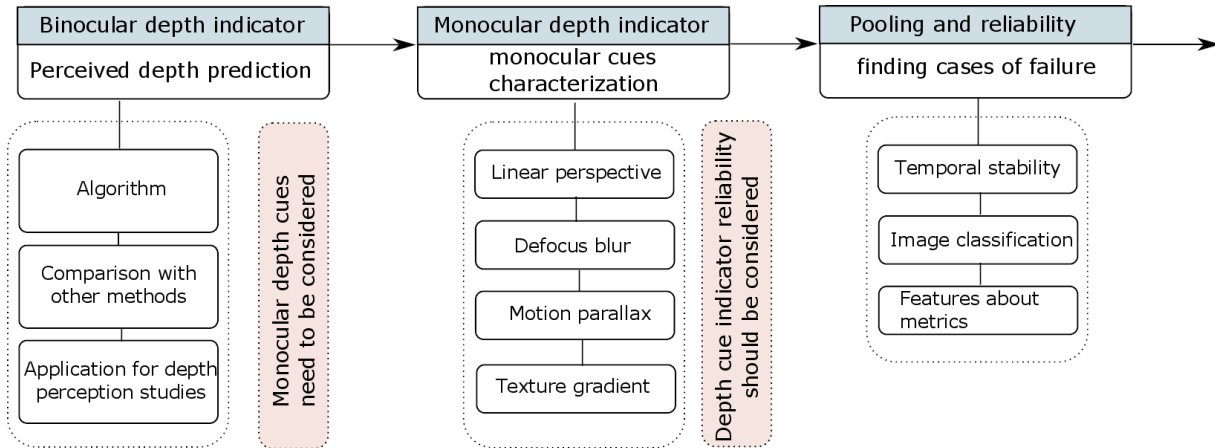 Binocular depth indicator
Perceived depth prediction
Algorithm
Comparison with
other methods
Application for depth
perception studies
Monocular depth cues
need to be considered
Monocular depth indicator
monocular cues
characterization
Linear perspective
Defocus blur
Motion parallax
Texture gradient
Depth cue indicator reliability
should be considered
Pooling and reliability
finding cases of failure
Temporal stability
Image classification
Features about
metrics